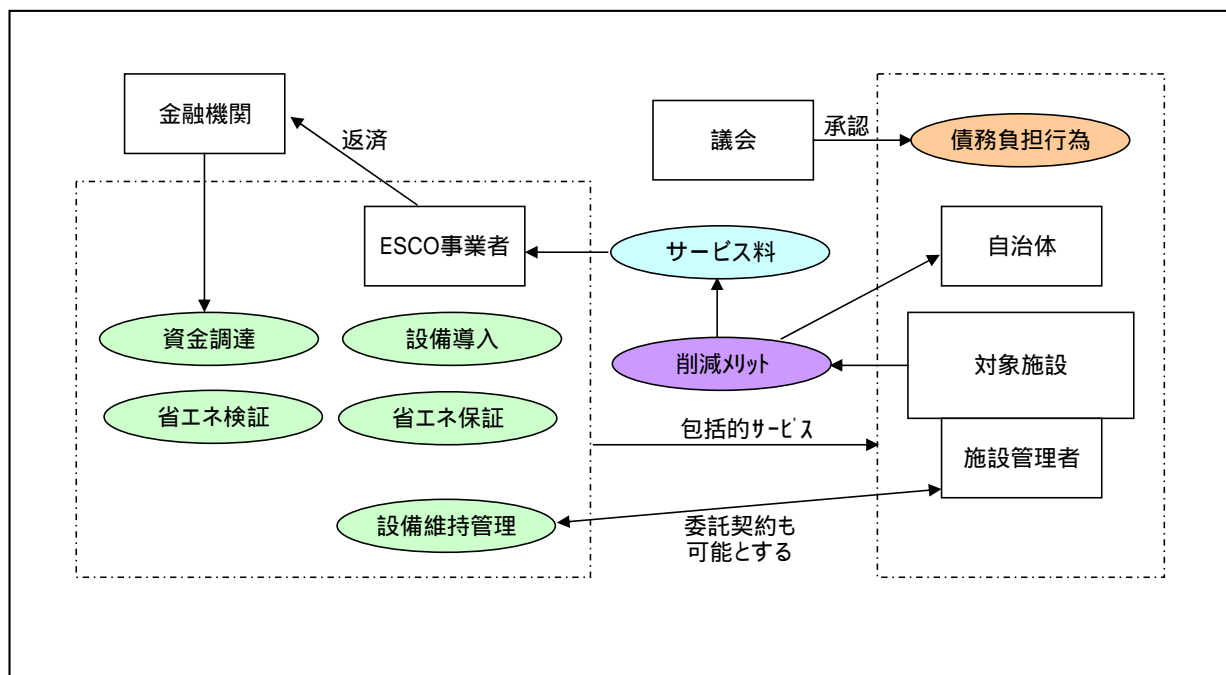 金融機関
返済
議会
承認
債務負担行為
ESCO事業者
サービス料
自治体
資金調達
設備導入
削減ﾒﾘｯﾄ
対象施設
省エネ検証
省エネ保証
包括的ｻｰﾋﾞｽ
施設管理者
設備維持管理
委託契約も
可能とする